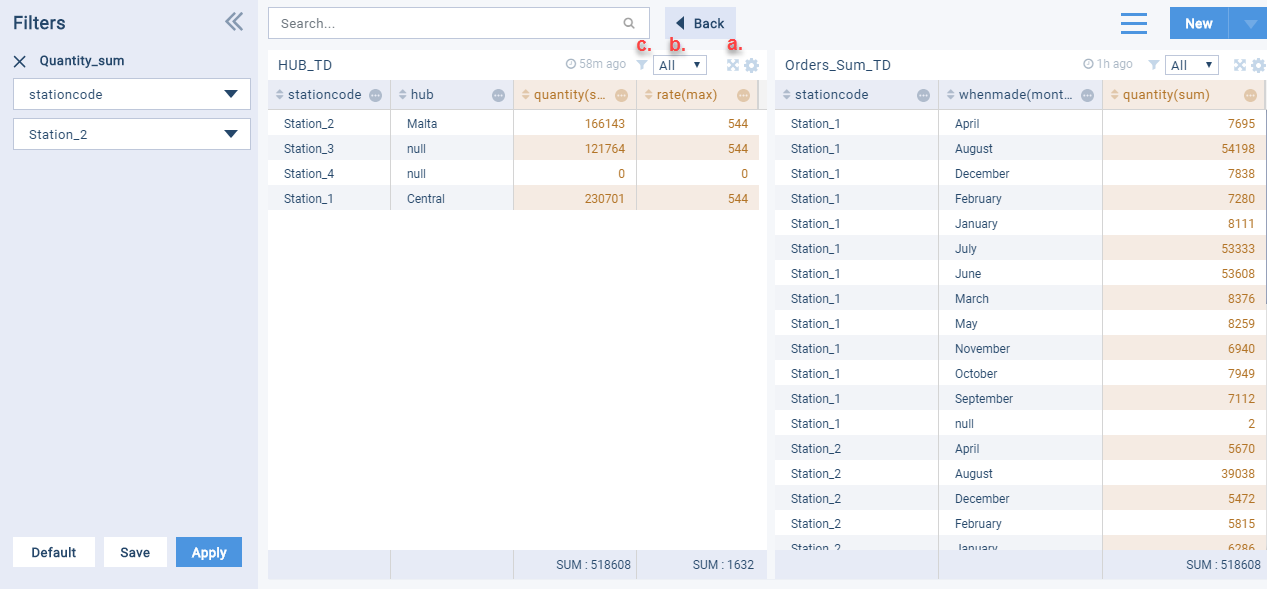 Filters
Quantity_sum
stationcode
Station_2
Default Save Apply
Search...
Back
New
c. b. a.
HUB_TD 58m ago All
stationcode hub quantity(s... rate(max)
Station_2 Malta 166143 544
Station_3 null 121764 544
Station_4 null 0 0
Station_1 Central 230701 544
SUM : 518608 SUM : 1632
Orders_Sum_TD 1h ago All
stationcode whenmade(mont... quantity(sum)
Station_1 April 7695
Station_1 August 54198
Station_1 December 7838
Station_1 February 7280
Station_1 January 8111
Station_1 July 53333
Station_1 June 53608
Station_1 March 8376
Station_1 May 8259
Station_1 November 6940
Station_1 October 7949
Station_1 September 7112
Station_1 null 2
Station_2 April 5670
Station_2 August 39038
Station_2 December 5472
Station_2 February 5815
Station_2 January 6286
SUM : 518608